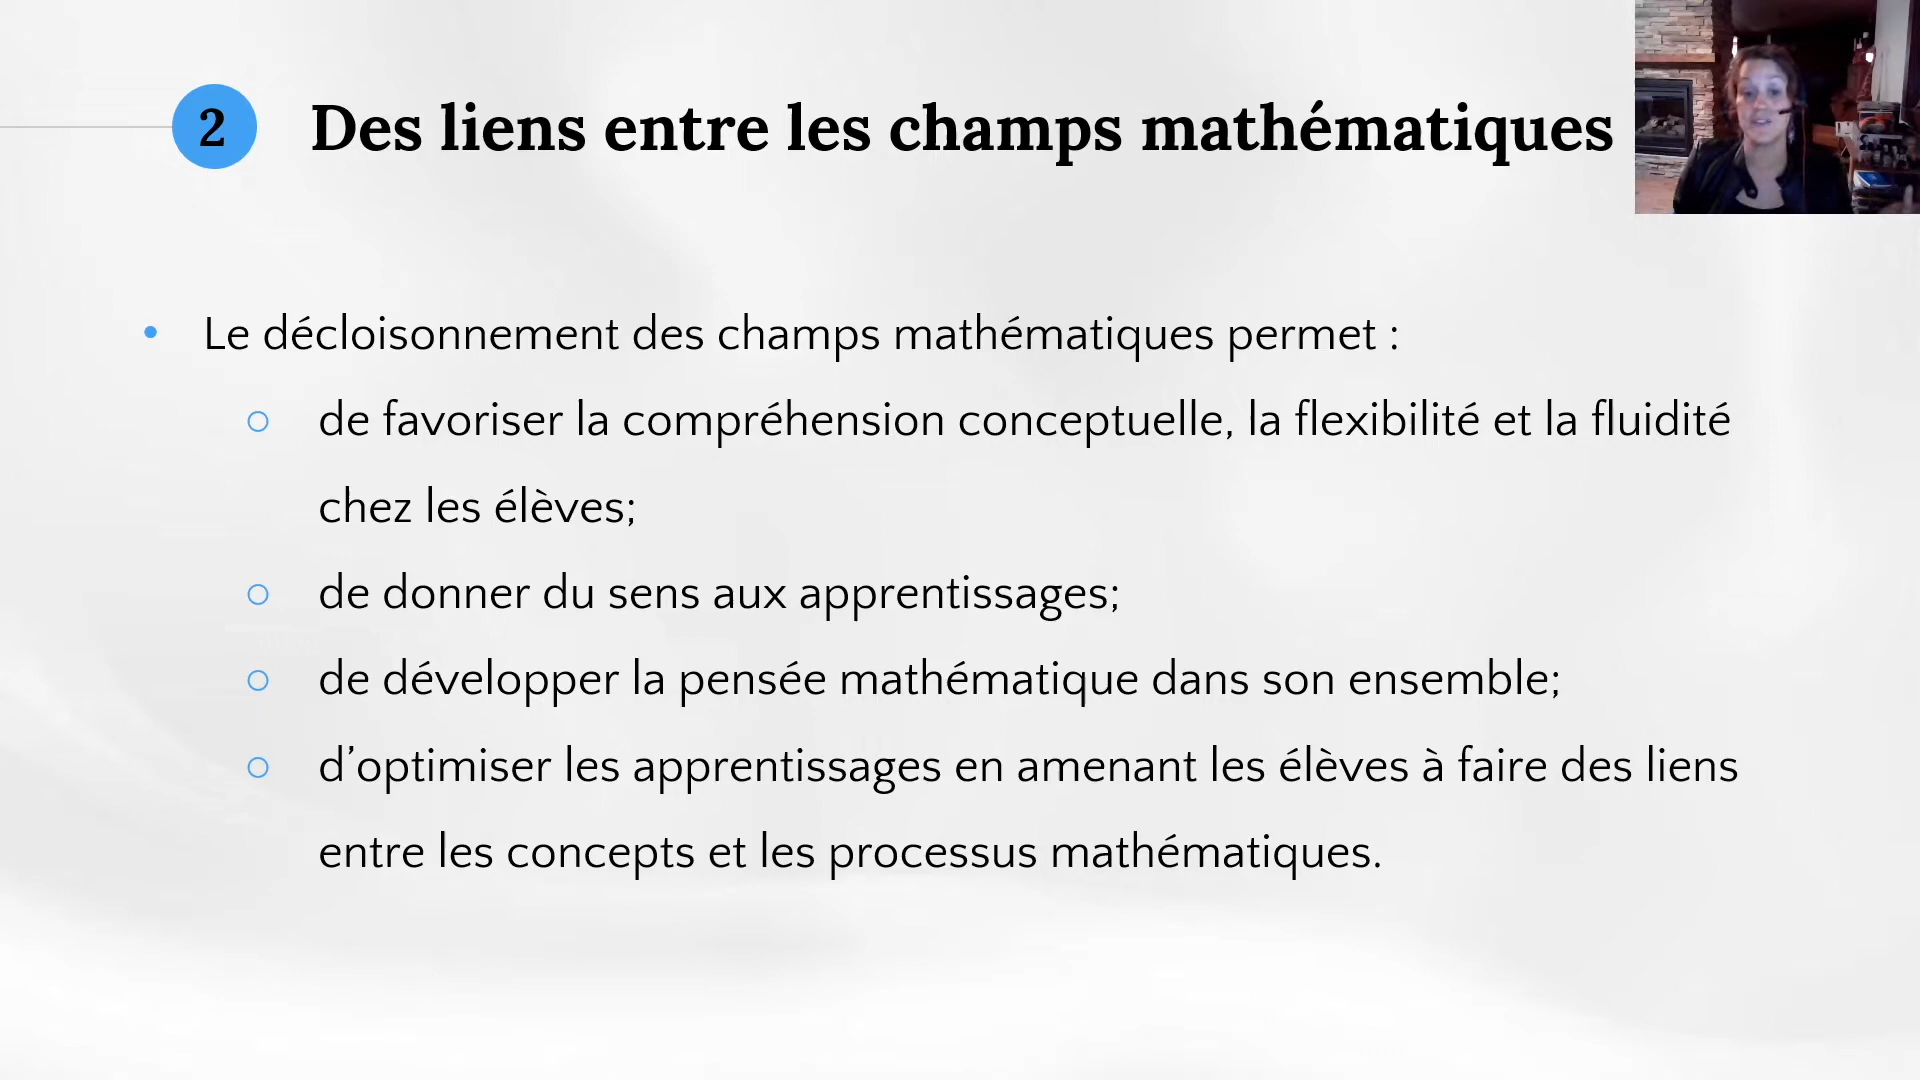 2 Des liens entre les champs mathématiques
• Le décloisonnement des champs mathématiques permet :
○ de favoriser la compréhension conceptuelle, la flexibilité et la fluidité
chez les élèves;
○ de donner du sens aux apprentissages;
○ de développer la pensée mathématique dans son ensemble;
○ d’optimiser les apprentissages en amenant les élèves à faire des liens
entre les concepts et les processus mathématiques.